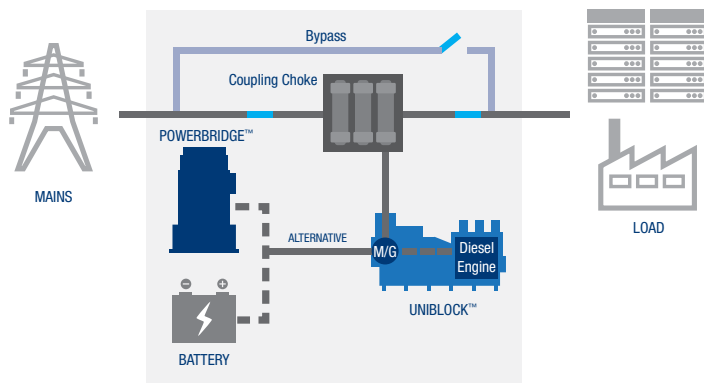 Bypass
Coupling Choke
POWERBRIDGE™
MAINS
LOAD
ALTERNATIVE
M/G
Diesel
Engine
UNIBLOCK™
BATTERY